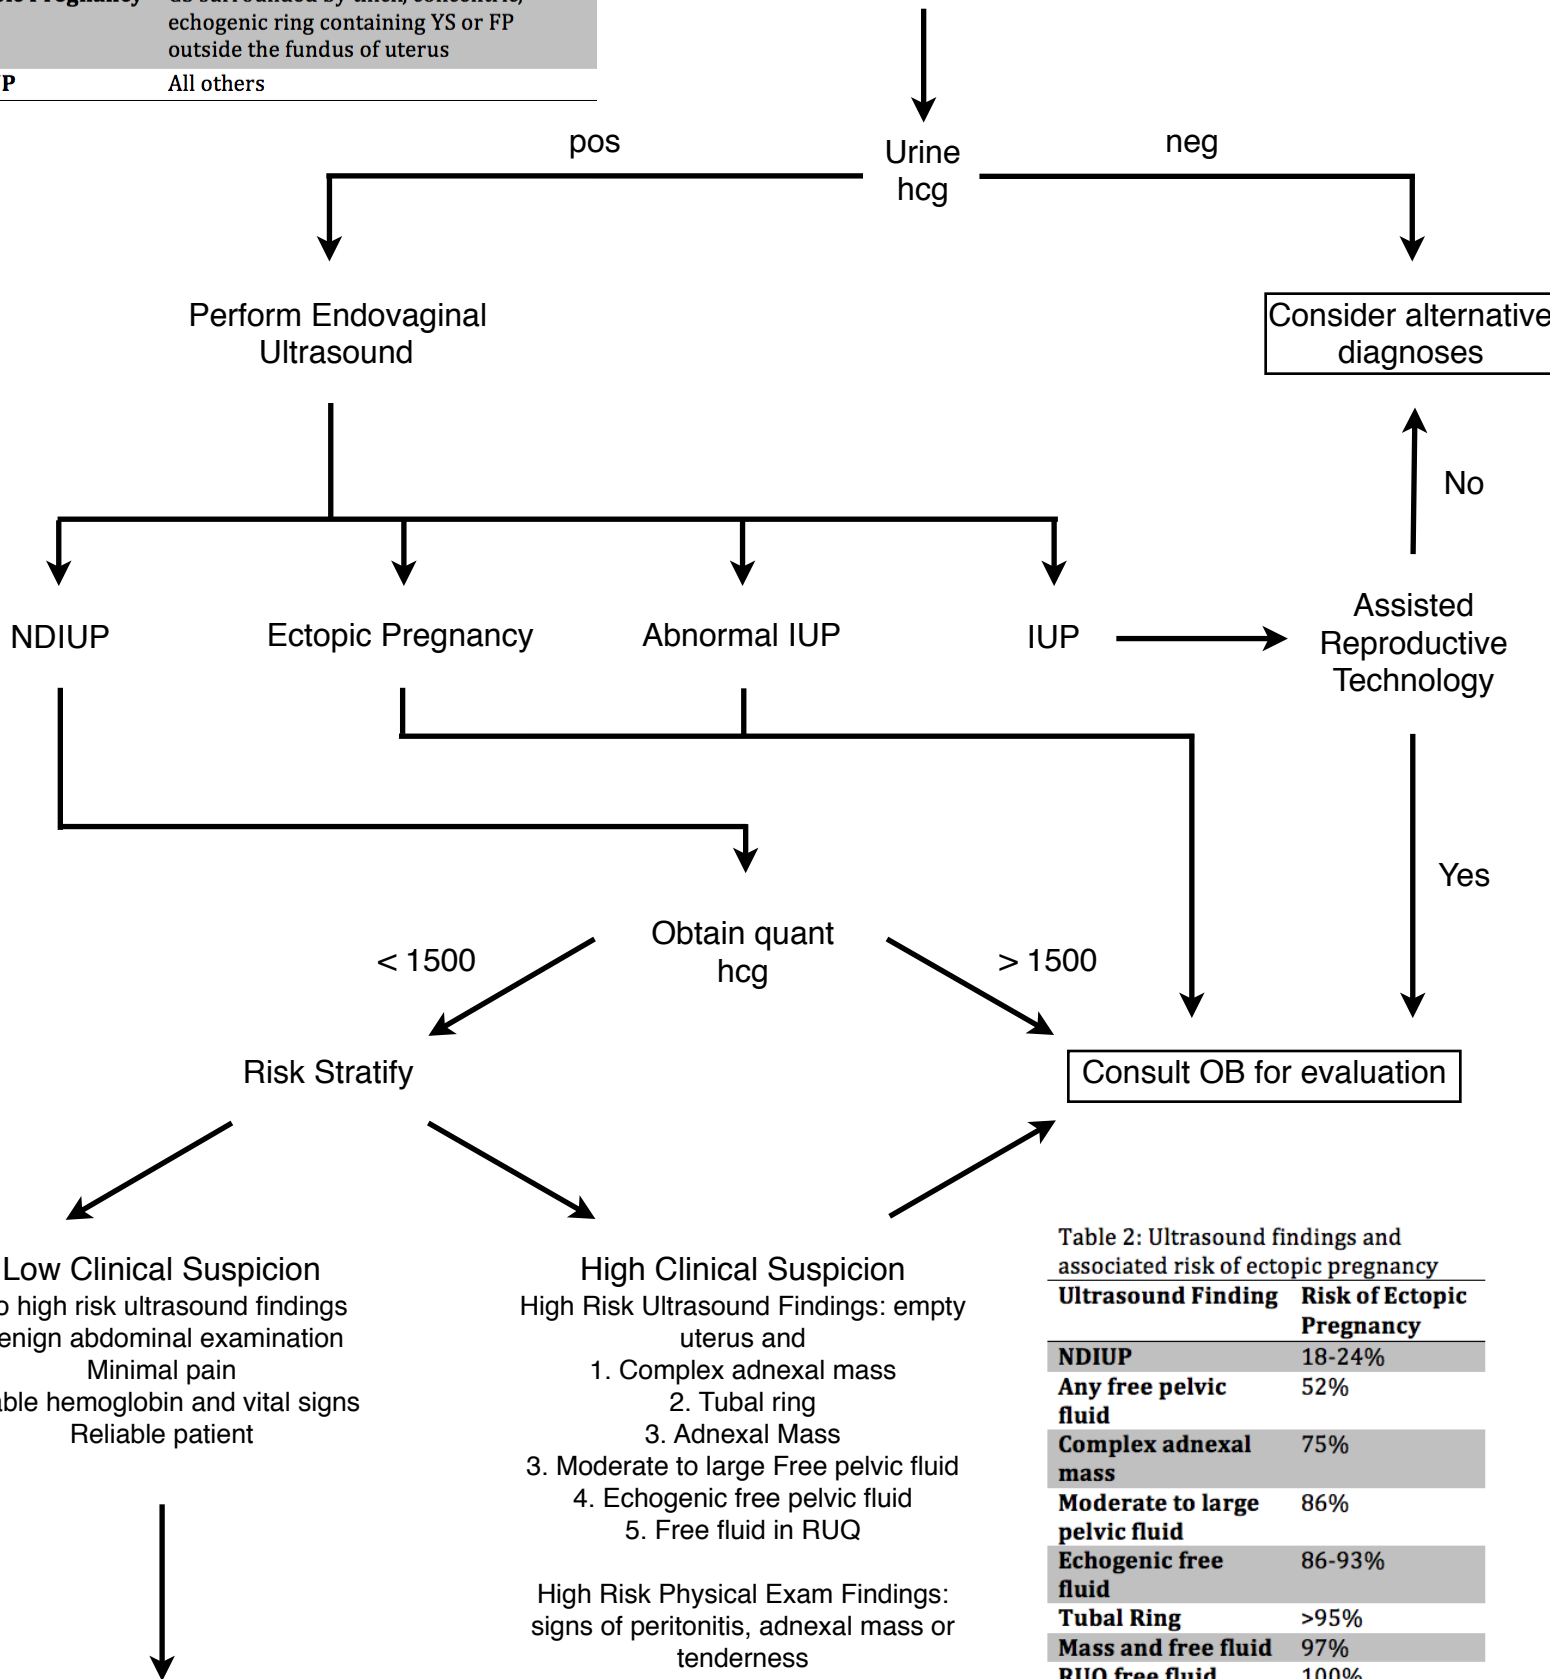 echogenic ring containing YS or FP
outside the fundus of uterus
All others
pos
neg
Urine
hcg
Perform Endovaginal
Ultrasound
Consider alternative
diagnoses
No
NDIUP
Ectopic Pregnancy
Abnormal IUP
IUP
Assisted
Reproductive
Technology
Yes
Obtain quant
hcg
< 1500
> 1500
Risk Stratify
Consult OB for evaluation
Low Clinical Suspicion
high risk ultrasound findings
abdominal examination
Minimal pain
hemoglobin and vital signs
Reliable patient
High Clinical Suspicion
High Risk Ultrasound Findings: empty
uterus and
1. Complex adnexal mass
2. Tubal ring
3. Adnexal Mass
3. Moderate to large Free pelvic fluid
4. Echogenic free pelvic fluid
5. Free fluid in RUQ
High Risk Physical Exam Findings:
signs of peritonitis, adnexal mass or
tenderness
Table 2: Ultrasound findings and
associated risk of ectopic pregnancy
Ultrasound Finding Risk of Ectopic
Pregnancy
NDIUP 18-24%
Any free pelvic 52%
fluid
Complex adnexal 75%
mass
Moderate to large 86%
pelvic fluid
Echogenic free 86-93%
fluid
Tubal Ring >95%
Mass and free fluid 97%
RUQ free fluid 100%